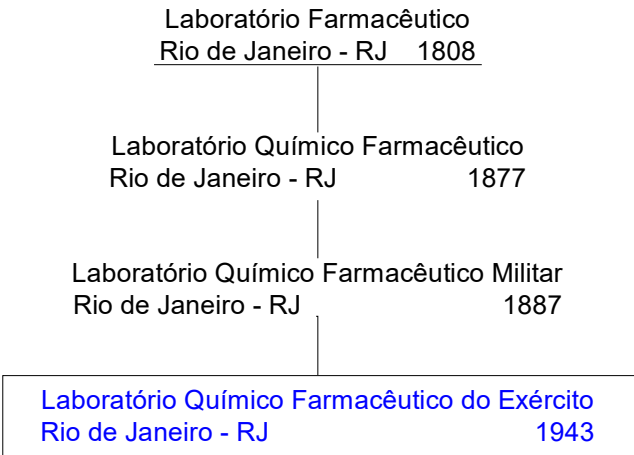 Laboratório Farmacêutico
Rio de Janeiro - RJ 1808
Laboratório Químico Farmacêutico
Rio de Janeiro - RJ 1877
Laboratório Químico Farmacêutico Militar
Rio de Janeiro - RJ 1887
Laboratório Químico Farmacêutico do Exército
Rio de Janeiro - RJ 1943